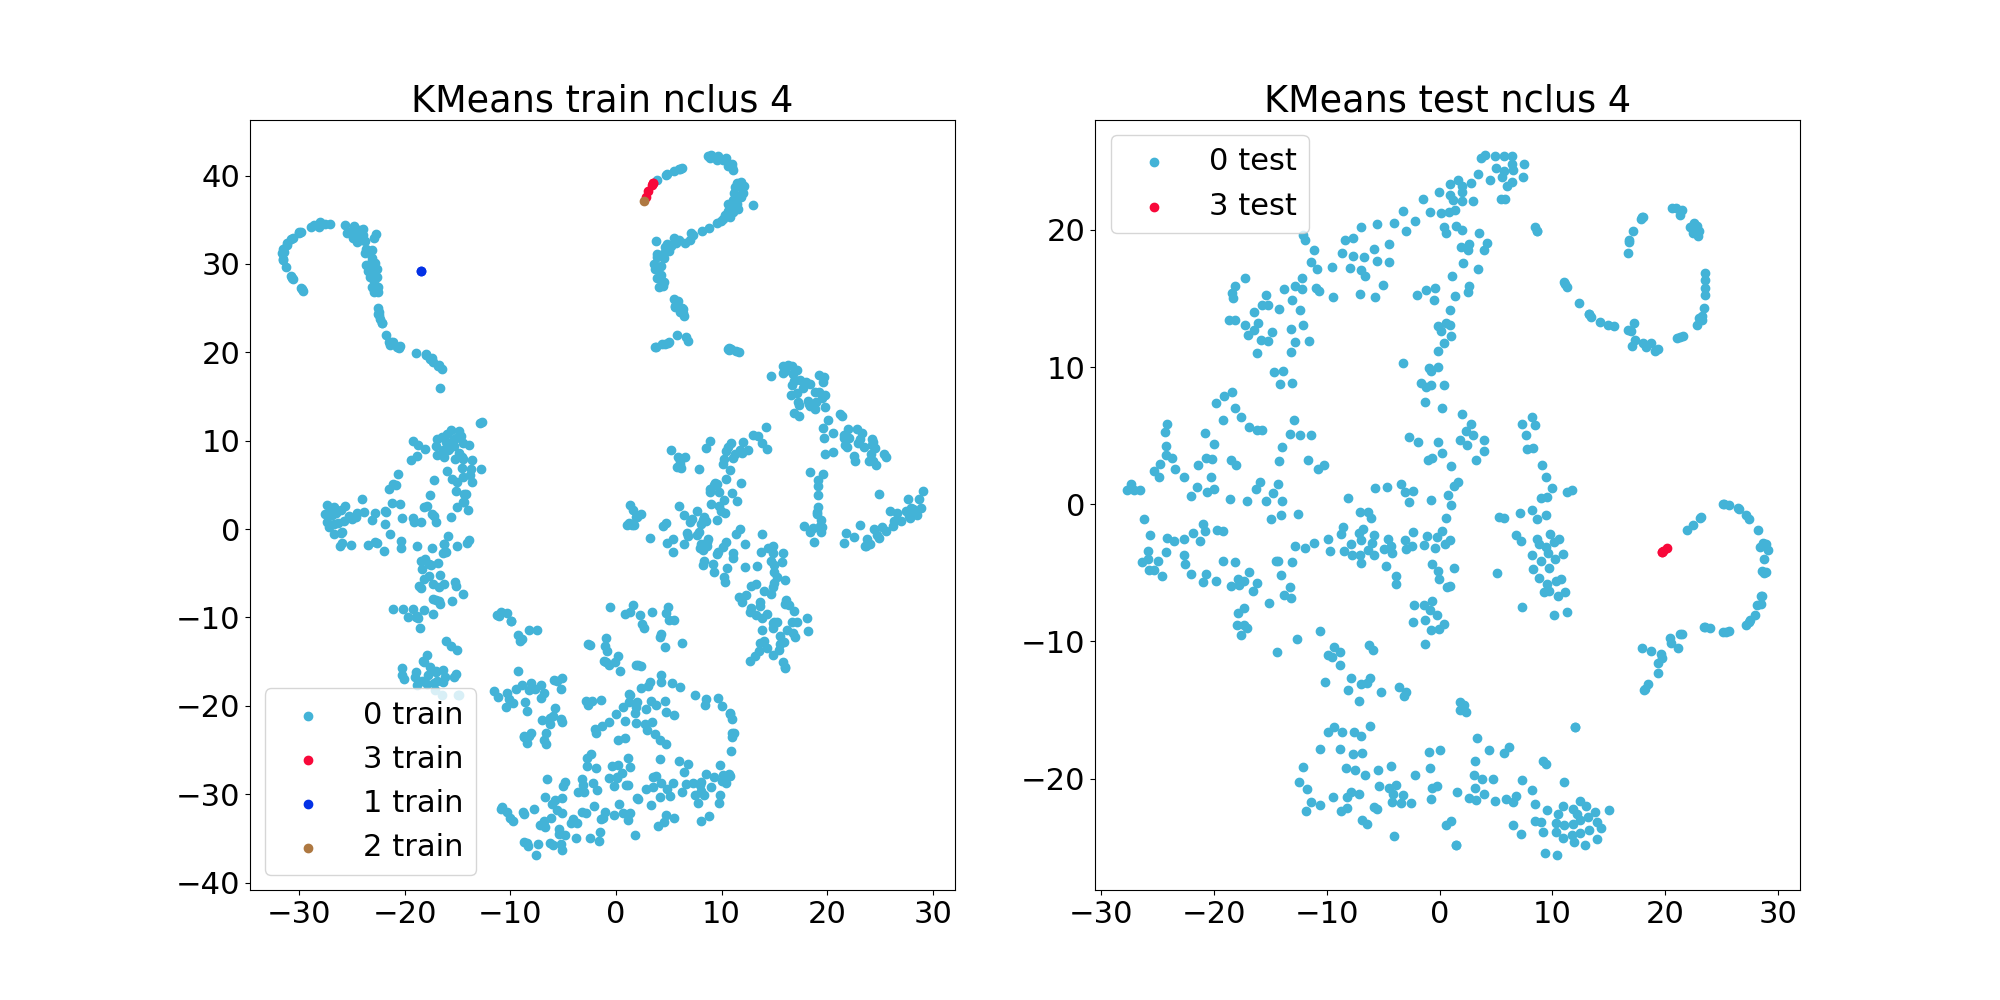 KMeans train nclus 4
40
30
20
10
0
−10
−20
−30
−40
−30 −20 −10 0 10 20 30
0 train
3 train
1 train
2 train
KMeans test nclus 4
20
10
0
−10
−20
−30 −20 −10 0 10 20 30
0 test
3 test